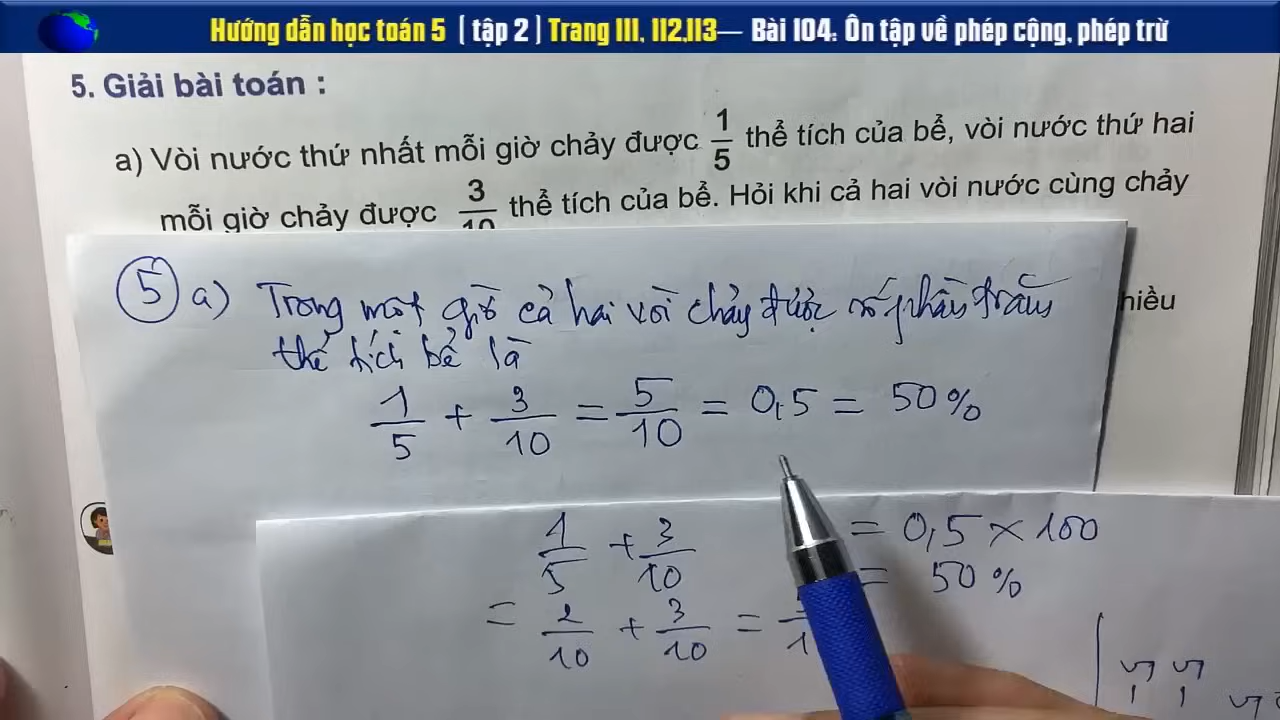 Hướng dẫn học toán 5 ( tập 2 ) Trang 111, 112,113— Bài 104: Ôn tập về phép cộng, phép trừ
5. Giải bài toán :
a) Vòi nước thứ nhất mỗi giờ chảy được 1/5 thể tích của bể, vòi nước thứ hai
mỗi giờ chảy được 3/10 thể tích của bể. Hỏi khi cả hai vòi nước cùng chảy
hiều
5 a) Trong một giờ cả hai vòi chảy được số phần trăm
thể tích bể là
1/5 + 3/10 = 5/10 = 0,5 = 50%
1/5 + 3/10 = 0,5 × 100
= 50%
= 2/10 + 3/10 =